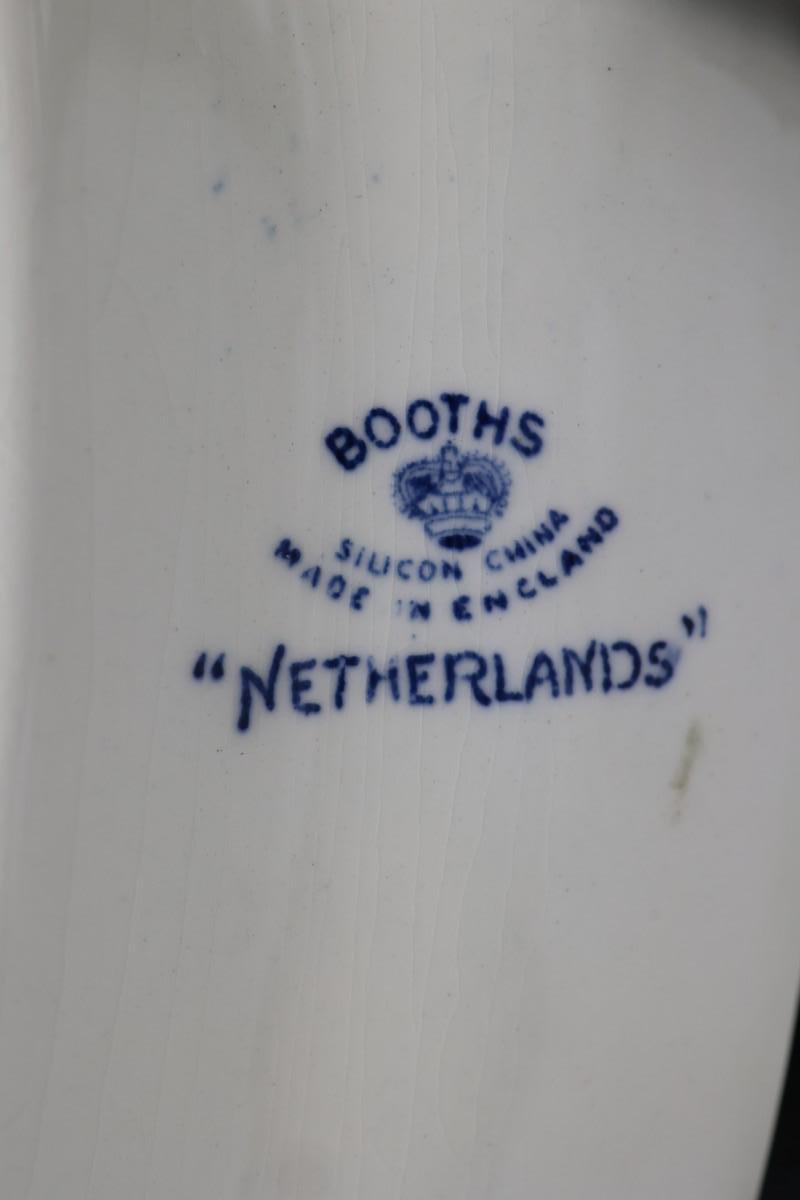 BOOTHS
SILICON CHINA
MADE IN ENGLAND
"NETHERLANDS"